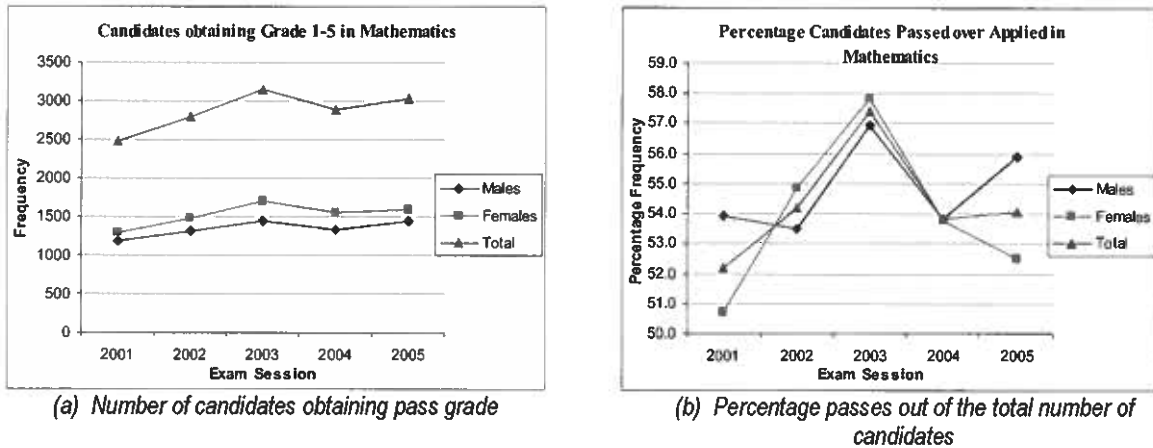 Candidates obtaining Grade 1-5 in Mathematics
3500
3000
2500
2000
1500
1000
500
0
Frequency
2001
2002
2003
2004
2005
Exam Session
Males
Females
Total
(a) Number of candidates obtaining pass grade
Percentage Candidates Passed over Applied in
Mathematics
59.0
58.0
57.0
56.0
55.0
54.0
53.0
52.0
51.0
50.0
Percentage Frequency
2001
2002
2003
2004
2005
Exam Session
Males
Females
Total
(b) Percentage passes out of the total number of
candidates